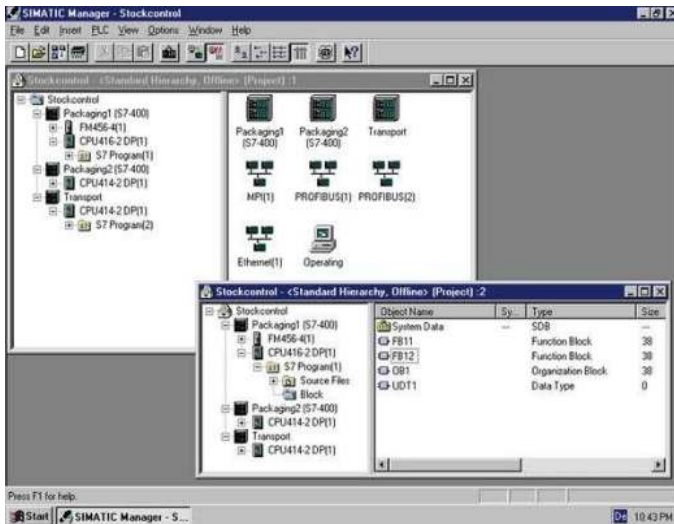 SIMATIC Manager - Stockcontrol
File Edit Insert PLC View Options Window Help
Stockcontrol - <Standard Hierarchy, Offline> (Project) :1
Stockcontrol
Packaging1 (S7-400)
FM456-4(1)
CPU416-2 DP(1)
S7 Program(1)
Packaging2 (S7-400)
CPU414-2 DP(1)
Transport
CPU414-2 DP(1)
S7 Program(2)
Packaging1 (S7-400)
Packaging2 (S7-400)
Transport
MPI(1) PROFIBUS(1) PROFIBUS(2)
Ethernet(1) Operating
Stockcontrol - <Standard Hierarchy, Offline> (Project) :2
Stockcontrol
Packaging1 (S7-400)
FM456-4(1)
CPU416-2 DP(1)
S7 Program(1)
Source Files
Block
Packaging2 (S7-400)
CPU414-2 DP(1)
Transport
CPU414-2 DP(1)
Object Name Sy... Type Size
System Data --- SDB ---
FB11 Function Block 38
FB12 Function Block 38
OB1 Organization Block 38
UDT1 Data Type 0
Press F1 for help.
Start SIMATIC Manager - S... De 10:43 PM